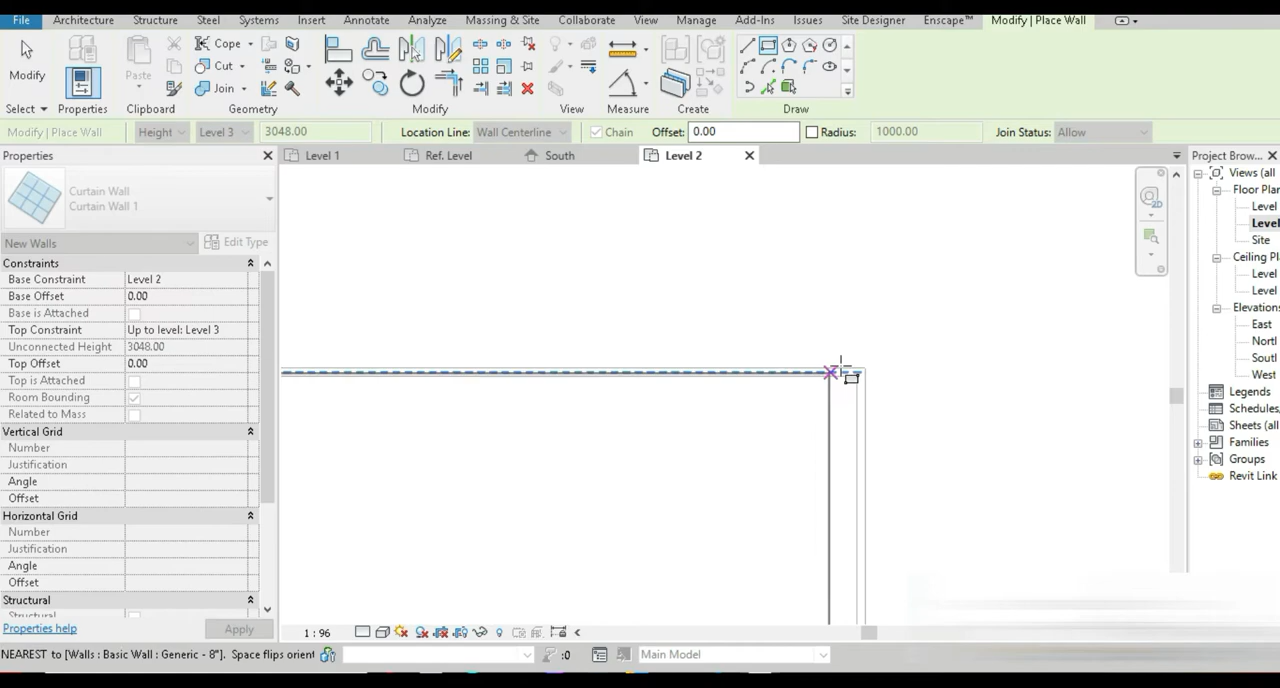 File Architecture Structure Steel Systems Insert Annotate Analyze Massing & Site Collaborate View Manage Add-Ins Issues Site Designer Enscape™ Modify | Place Wall
Modify Paste Cope Cut Join
Select Properties Clipboard Geometry Modify View Measure Create Draw
Modify | Place Wall Height Level 3 3048.00 Location Line: Wall Centerline Chain Offset: 0.00 Radius: 1000.00 Join Status: Allow
Properties Level 1 Ref. Level South Level 2 Project Brow...
Curtain Wall
Curtain Wall 1
New Walls Edit Type
Constraints
Base Constraint Level 2
Base Offset 0.00
Base is Attached
Top Constraint Up to level: Level 3
Unconnected Height 3048.00
Top Offset 0.00
Top is Attached
Room Bounding
Related to Mass
Vertical Grid
Number
Justification
Angle
Offset
Horizontal Grid
Number
Justification
Angle
Offset
Structural
Structural
Properties help Apply
2D
Views (all
Floor Plan
Level
Level
Site
Ceiling Pl
Level
Level
Elevations
East
North
South
West
Legends
Schedules,
Sheets (all
Families
Groups
Revit Link
1 : 96
NEAREST to [Walls : Basic Wall : Generic - 8"]. Space flips orient :0 Main Model